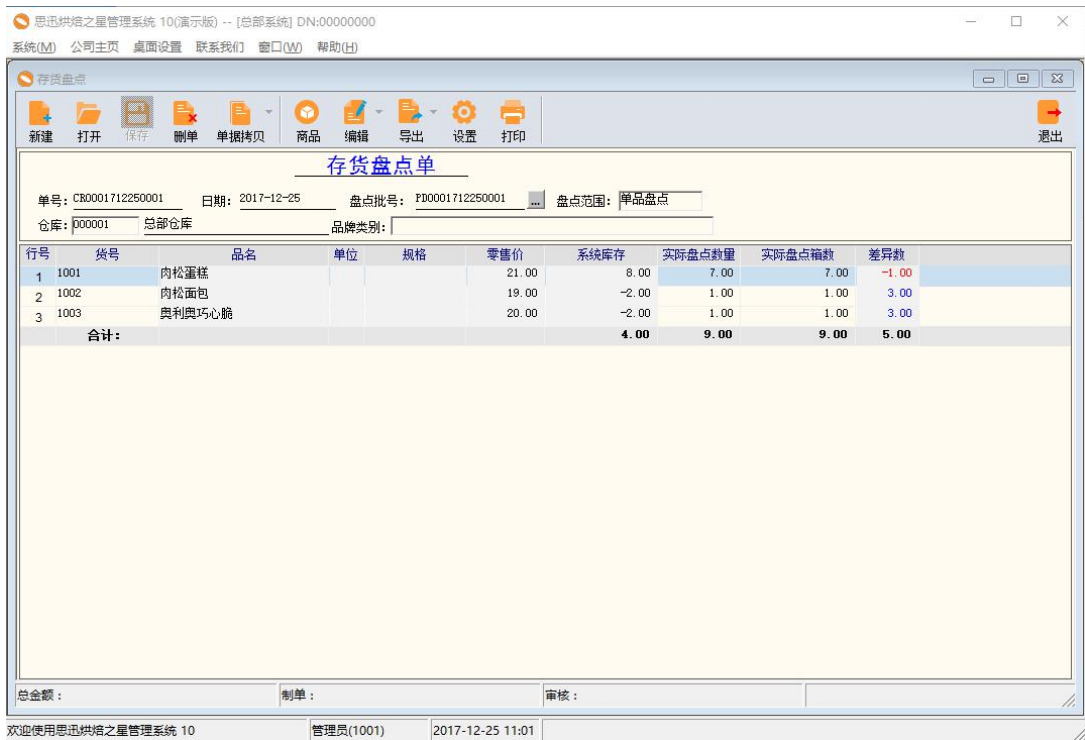 思迅烘焙之星管理系统 10(演示版) -- [总部系统] DN:00000000
系统(M) 公司主页 桌面设置 联系我们 窗口(W) 帮助(H)
存货盘点
新建 打开 保存 删单 单据拷贝 商品 编辑 导出 设置 打印 退出
存货盘点单
单号: CR0001712250001 日期: 2017-12-25 盘点批号: PD0001712250001 ... 盘点范围: 单品盘点
仓库: 000001 总部仓库 品牌类别:
行号 货号 品名 单位 规格 零售价 系统库存 实际盘点数量 实际盘点箱数 差异数
1 1001 肉松蛋糕 21.00 8.00 7.00 7.00 -1.00
2 1002 肉松面包 19.00 -2.00 1.00 1.00 3.00
3 1003 奥利奥巧心脆 20.00 -2.00 1.00 1.00 3.00
合计: 4.00 9.00 9.00 5.00
总金额: 制单: 审核:
欢迎使用思迅烘焙之星管理系统 10 管理员(1001) 2017-12-25 11:01